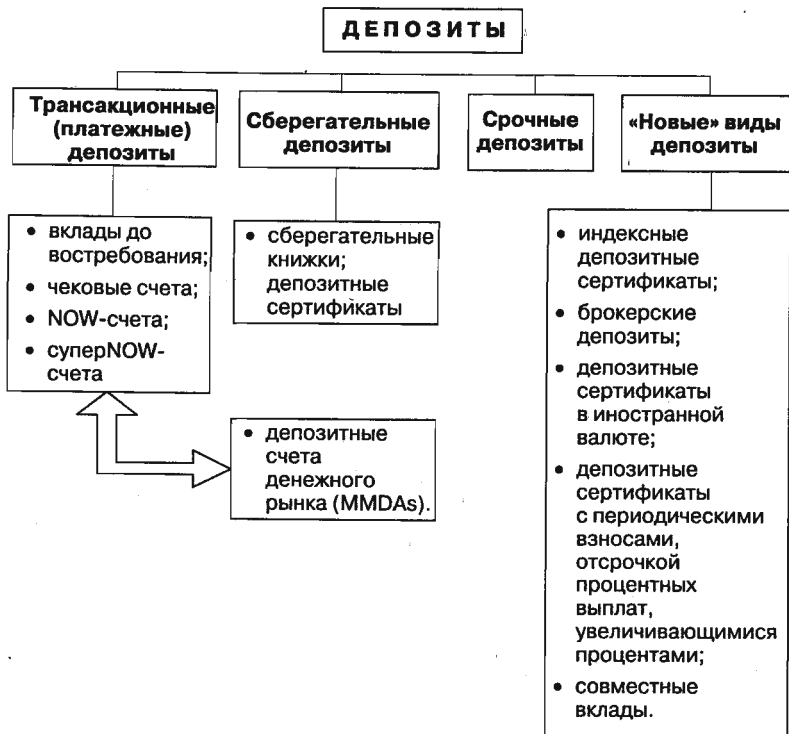 ДЕПОЗИТЫ
Трансакционные
(платежные)
депозиты
Сберегательные
депозиты
Срочные
депозиты
«Новые» виды
депозиты
• вклады до
востребования;
• чековые счета;
• NOW-счета;
• суперNOW-
счета
• сберегательные
книжки;
депозитные
сертификаты
• депозитные
счета
денежного
рынка (MMDAs).
• индексные
депозитные
сертификаты;
• брокерские
депозиты;
• депозитные
сертификаты
в иностранной
валюте;
• депозитные
сертификаты
с периодическими
взносами,
отсрочкой
процентных
выплат,
увеличивающимися
процентами;
• совместные
вклады.